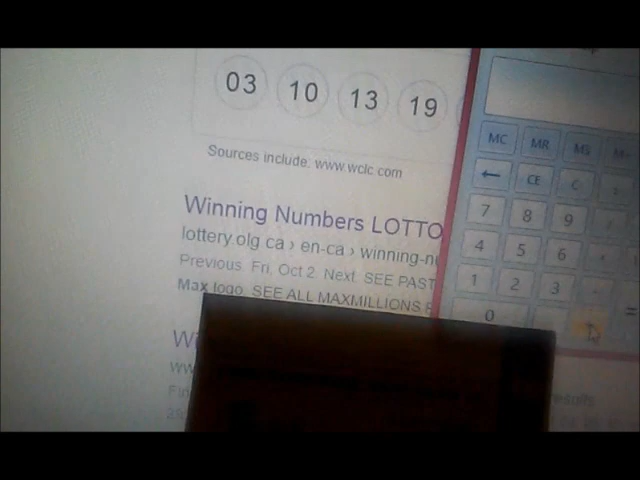 03 10 13 19
Sources include: www.wclc.com
Winning Numbers LOTTO
lottery.olg.ca › en-ca › winning-nu
Previous. Fri, Oct 2. Next. SEE PAST
Max logo. SEE ALL MAXMILLIONS
MC MR MS
← CE C
7 8 9
4 5 6
1 2 3 - =
0 . +